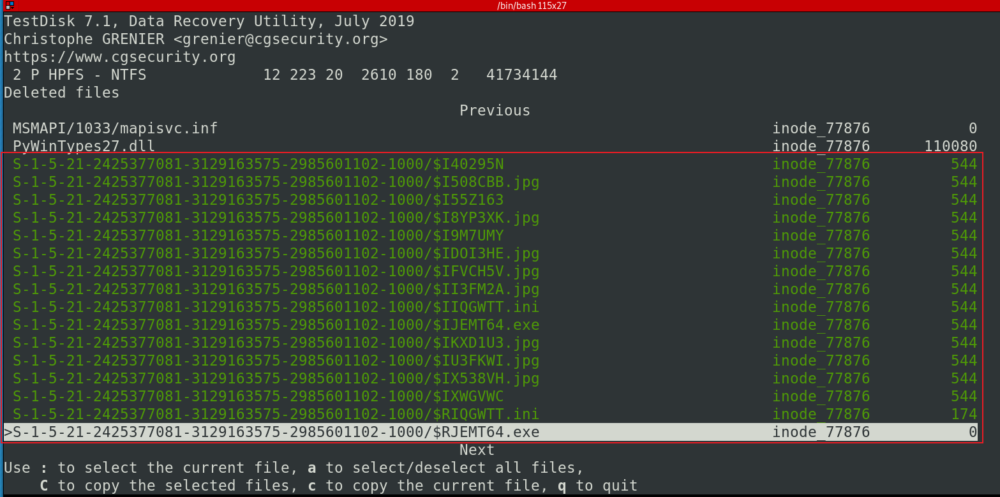 /bin/bash 115x27
TestDisk 7.1, Data Recovery Utility, July 2019
Christophe GRENIER <grenier@cgsecurity.org>
https://www.cgsecurity.org
 2 P HPFS - NTFS             12 223 20  2610 180  2   41734144
Deleted files
Previous
 MSMAPI/1033/mapisvc.inf inode_77876 0
 PyWinTypes27.dll inode_77876 110080
 S-1-5-21-2425377081-3129163575-2985601102-1000/$I40295N inode_77876 544
 S-1-5-21-2425377081-3129163575-2985601102-1000/$I508CBB.jpg inode_77876 544
 S-1-5-21-2425377081-3129163575-2985601102-1000/$I55Z163 inode_77876 544
 S-1-5-21-2425377081-3129163575-2985601102-1000/$I8YP3XK.jpg inode_77876 544
 S-1-5-21-2425377081-3129163575-2985601102-1000/$I9M7UMY inode_77876 544
 S-1-5-21-2425377081-3129163575-2985601102-1000/$IDOI3HE.jpg inode_77876 544
 S-1-5-21-2425377081-3129163575-2985601102-1000/$IFVCH5V.jpg inode_77876 544
 S-1-5-21-2425377081-3129163575-2985601102-1000/$II3FM2A.jpg inode_77876 544
 S-1-5-21-2425377081-3129163575-2985601102-1000/$IIQGWTT.ini inode_77876 544
 S-1-5-21-2425377081-3129163575-2985601102-1000/$IJEMT64.exe inode_77876 544
 S-1-5-21-2425377081-3129163575-2985601102-1000/$IKXD1U3.jpg inode_77876 544
 S-1-5-21-2425377081-3129163575-2985601102-1000/$IU3FKWI.jpg inode_77876 544
 S-1-5-21-2425377081-3129163575-2985601102-1000/$IX538VH.jpg inode_77876 544
 S-1-5-21-2425377081-3129163575-2985601102-1000/$IXWGVWC inode_77876 544
 S-1-5-21-2425377081-3129163575-2985601102-1000/$RIQGWTT.ini inode_77876 174
>S-1-5-21-2425377081-3129163575-2985601102-1000/$RJEMT64.exe inode_77876 0
Next
Use : to select the current file, a to select/deselect all files,
    C to copy the selected files, c to copy the current file, q to quit